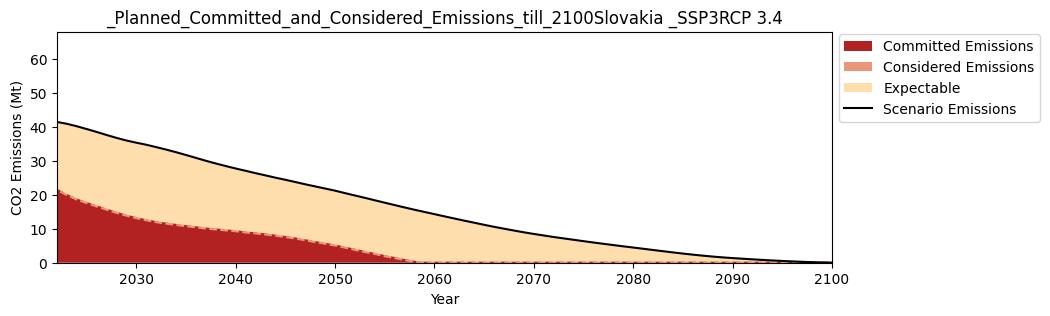 _Planned_Committed_and_Considered_Emissions_till_2100Slovakia _SSP3RCP 3.4
Committed Emissions
Considered Emissions
Expectable
Scenario Emissions
CO2 Emissions (Mt)
60
50
40
30
20
10
0
2030 2040 2050 2060 2070 2080 2090 2100
Year